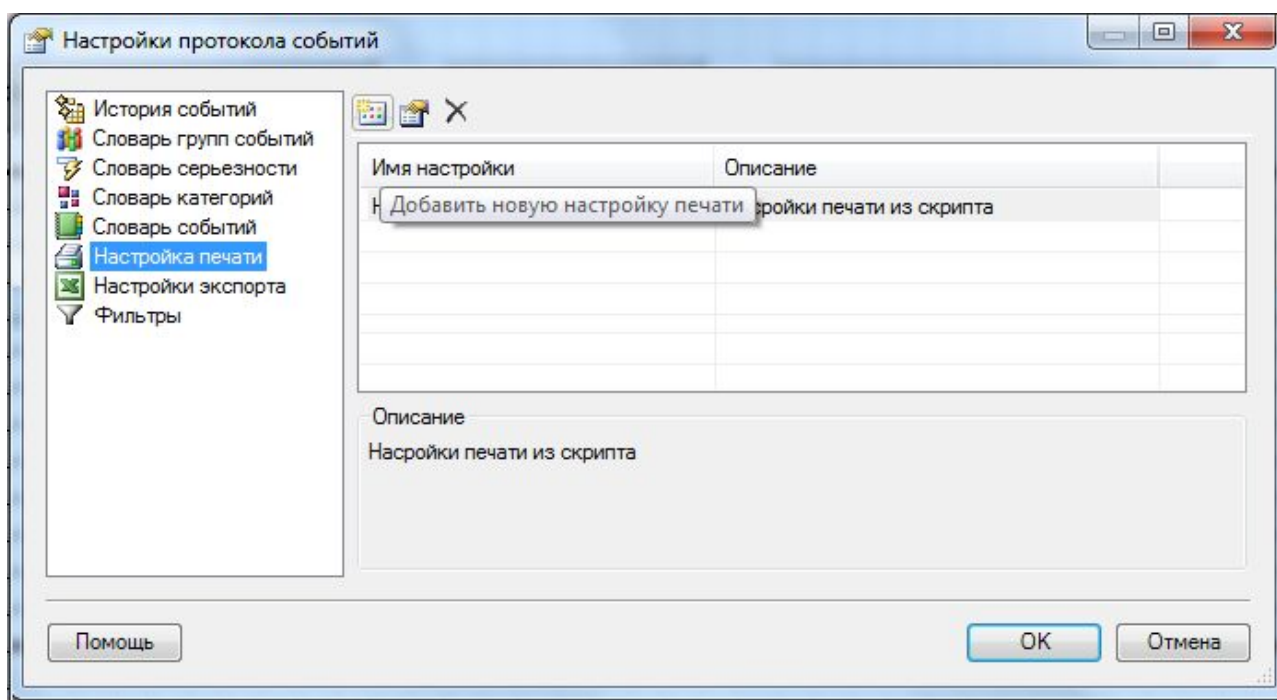 Настройки протокола событий
История событий
Словарь групп событий
Словарь серьезности
Словарь категорий
Словарь событий
Настройка печати
Настройки экспорта
Фильтры
Имя настройки Описание
Добавить новую настройку печати
печати из скрипта
Описание
Насройки печати из скрипта
Помощь OK Отмена